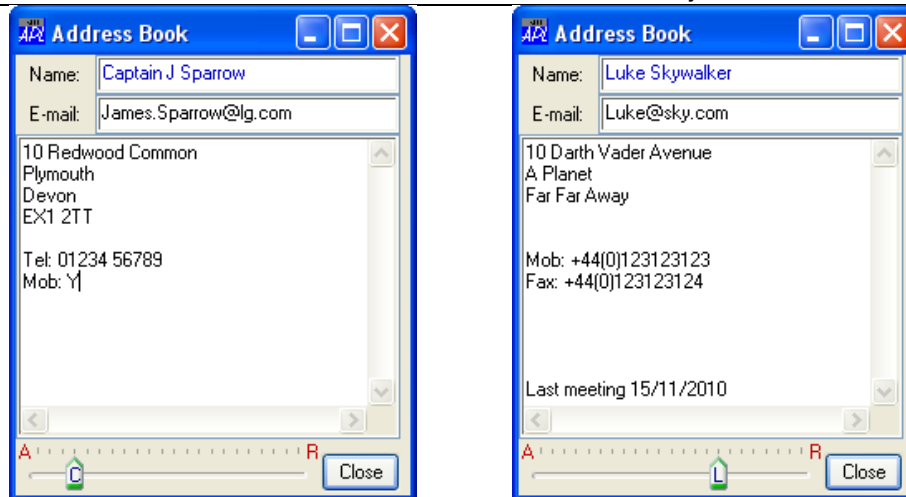 APL Address Book
Name: Captain J Sparrow
E-mail: James.Sparrow@lg.com
10 Redwood Common
Plymouth
Devon
EX1 2TT
Tel: 01234 56789
Mob: Y
A R
C
Close
Address Book
Name: Luke Skywalker
E-mail: Luke@sky.com
10 Darth Vader Avenue
A Planet
Far Far Away
Mob: +44(0)123123123
Fax: +44(0)123123124
Last meeting 15/11/2010
A R
L
Close